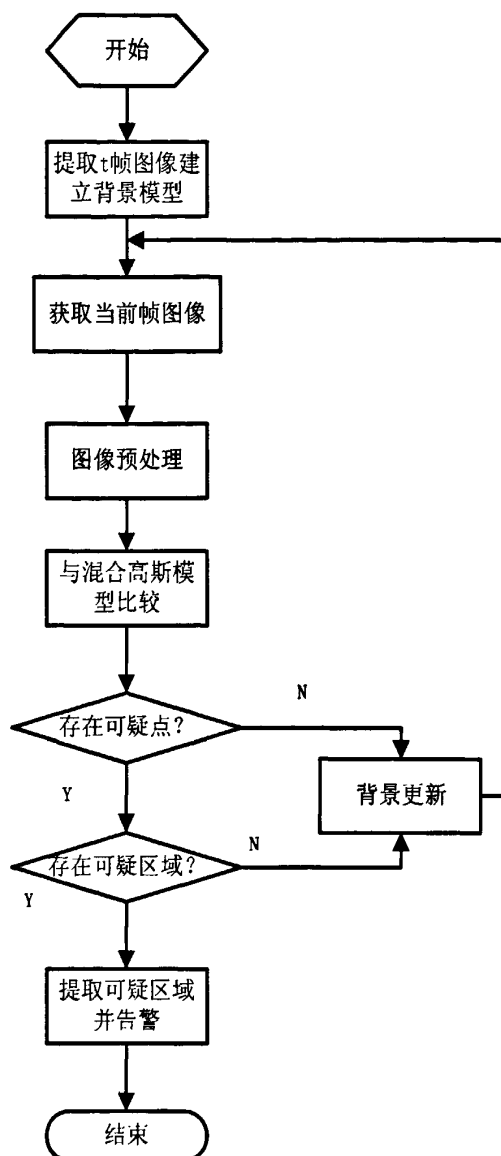 开始
提取t帧图像建
立背景模型
获取当前帧图像
图像预处理
与混合高斯模
型比较
N
存在可疑点?
背景更新
Y
N
存在可疑区域?
Y
提取可疑区域
并告警
结束